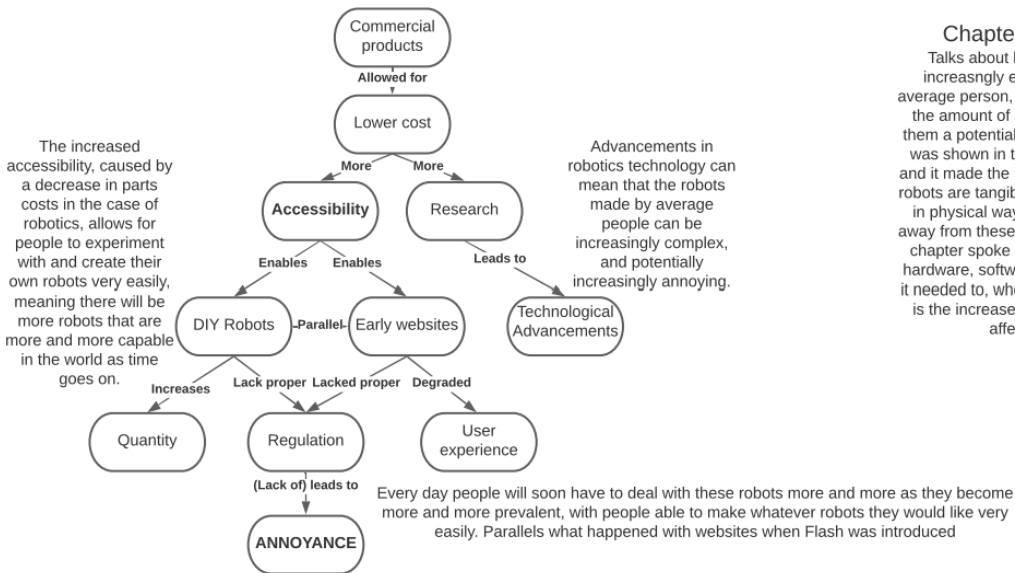 Commercial
products
Allowed for
Lower cost
More
More
Accessibility
Research
Enables
Enables
Leads to
DIY Robots
Parallel
Early websites
Technological
Advancements
Increases
Lack proper
Lacked proper
Degraded
Quantity
Regulation
User
experience
(Lack of) leads to
ANNOYANCE
The increased
accessibility, caused by
a decrease in parts
costs in the case of
robotics, allows for
people to experiment
with and create their
own robots very easily,
meaning there will be
more robots that are
more and more capable
in the world as time
goes on.
Advancements in
robotics technology can
mean that the robots
made by average
people can be
increasingly complex,
and potentially
increasingly annoying.
Every day people will soon have to deal with these robots more and more as they become
more and more prevalent, with people able to make whatever robots they would like very
easily. Parallels what happened with websites when Flash was introduced
Talks about
increasngly
average person,
the amount of
them a potential
was shown in
and it made the
robots are
in physical
away from these
chapter spoke
it needed to,
is the